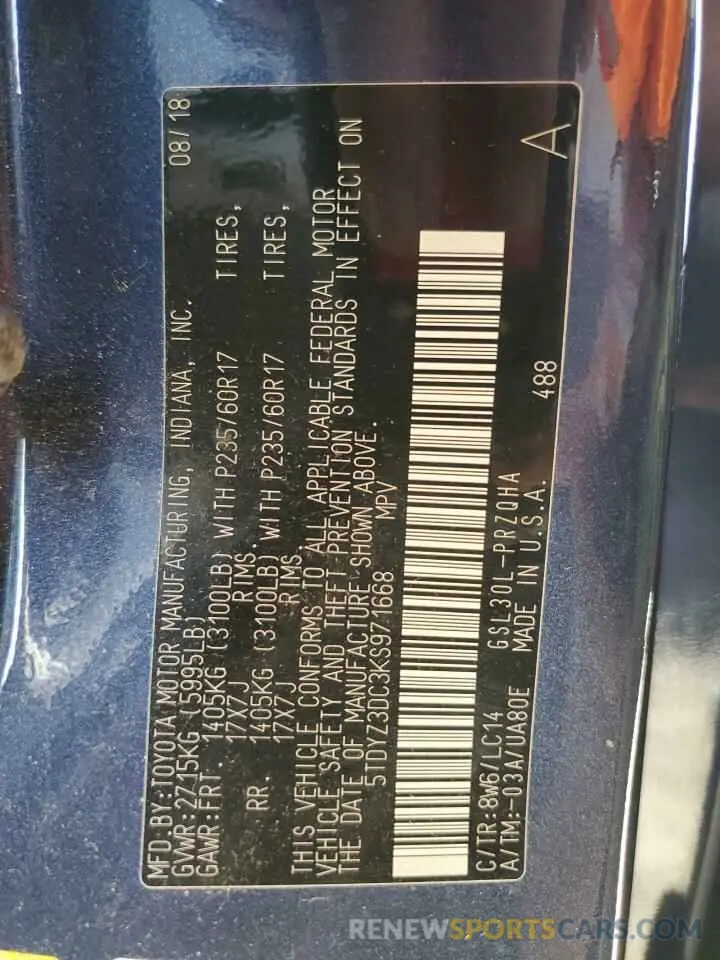 MFD.BY:TOYOTA MOTOR MANUFACTURING, INDIANA, INC. 08/18
GVWR:2715KG (5995LB)
GAWR:FRT. 1405KG (3100LB) WITH P235/60R17 TIRES,
17X7J RIMS.
RR. 1405KG (3100LB) WITH P235/60R17 TIRES,
17X7J RIMS.
THIS VEHICLE CONFORMS TO ALL APPLICABLE FEDERAL MOTOR
VEHICLE SAFETY AND THEFT PREVENTION STANDARDS IN EFFECT ON
THE DATE OF MANUFACTURE SHOWN ABOVE.
5TDYZ3DC3KS971668 MPV
C/TR:8W6/LC14 GSL30L-PRZQHA 488
A/TM:-03A/UA80E MADE IN U.S.A. A
RENEWSPORTSCARS.COM